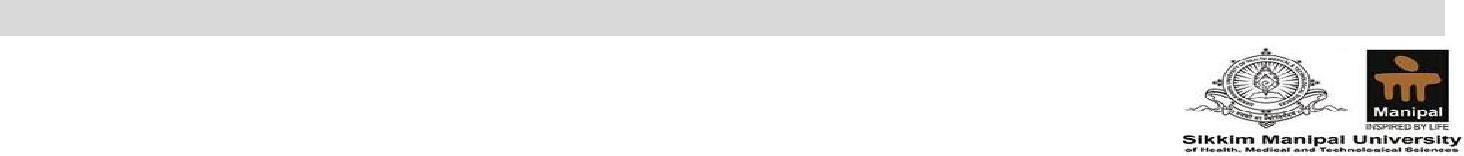 Manipal
INSPIRED BY LIFE
Sikkim Manipal University
of Health, Medical and Technological Sciences